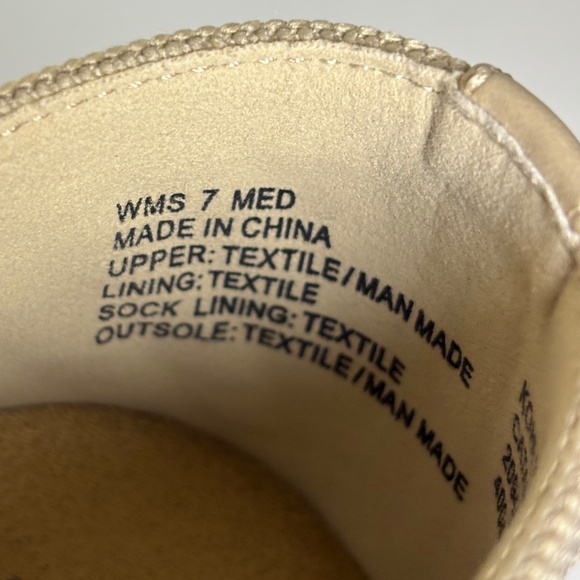 WMS 7 MED
MADE IN CHINA
UPPER: TEXTILE/MAN MADE
LINING: TEXTILE
SOCK LINING: TEXTILE
OUTSOLE: TEXTILE/MAN MADE